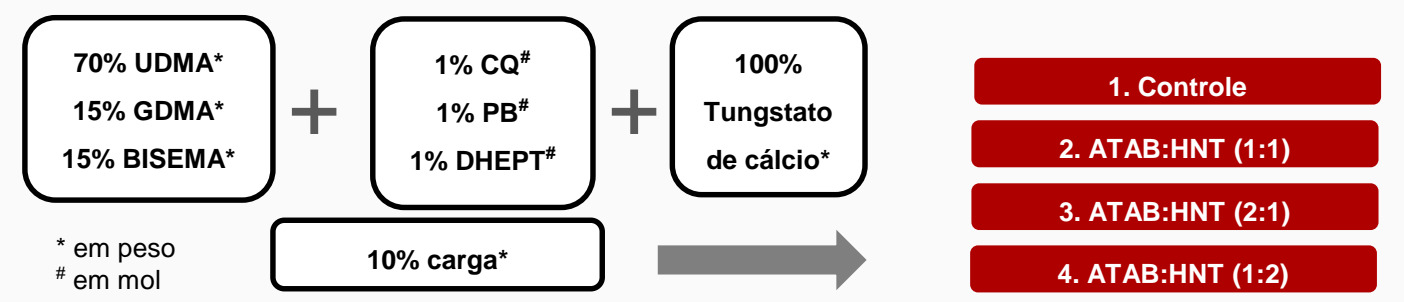 70% UDMA*
15% GDMA*
15% BISEMA*
+
1% CQ#
1% PB#
1% DHEPT#
+
100%
Tungstato
de cálcio*
* em peso
# em mol
10% carga*
1. Controle
2. ATAB:HNT (1:1)
3. ATAB:HNT (2:1)
4. ATAB:HNT (1:2)